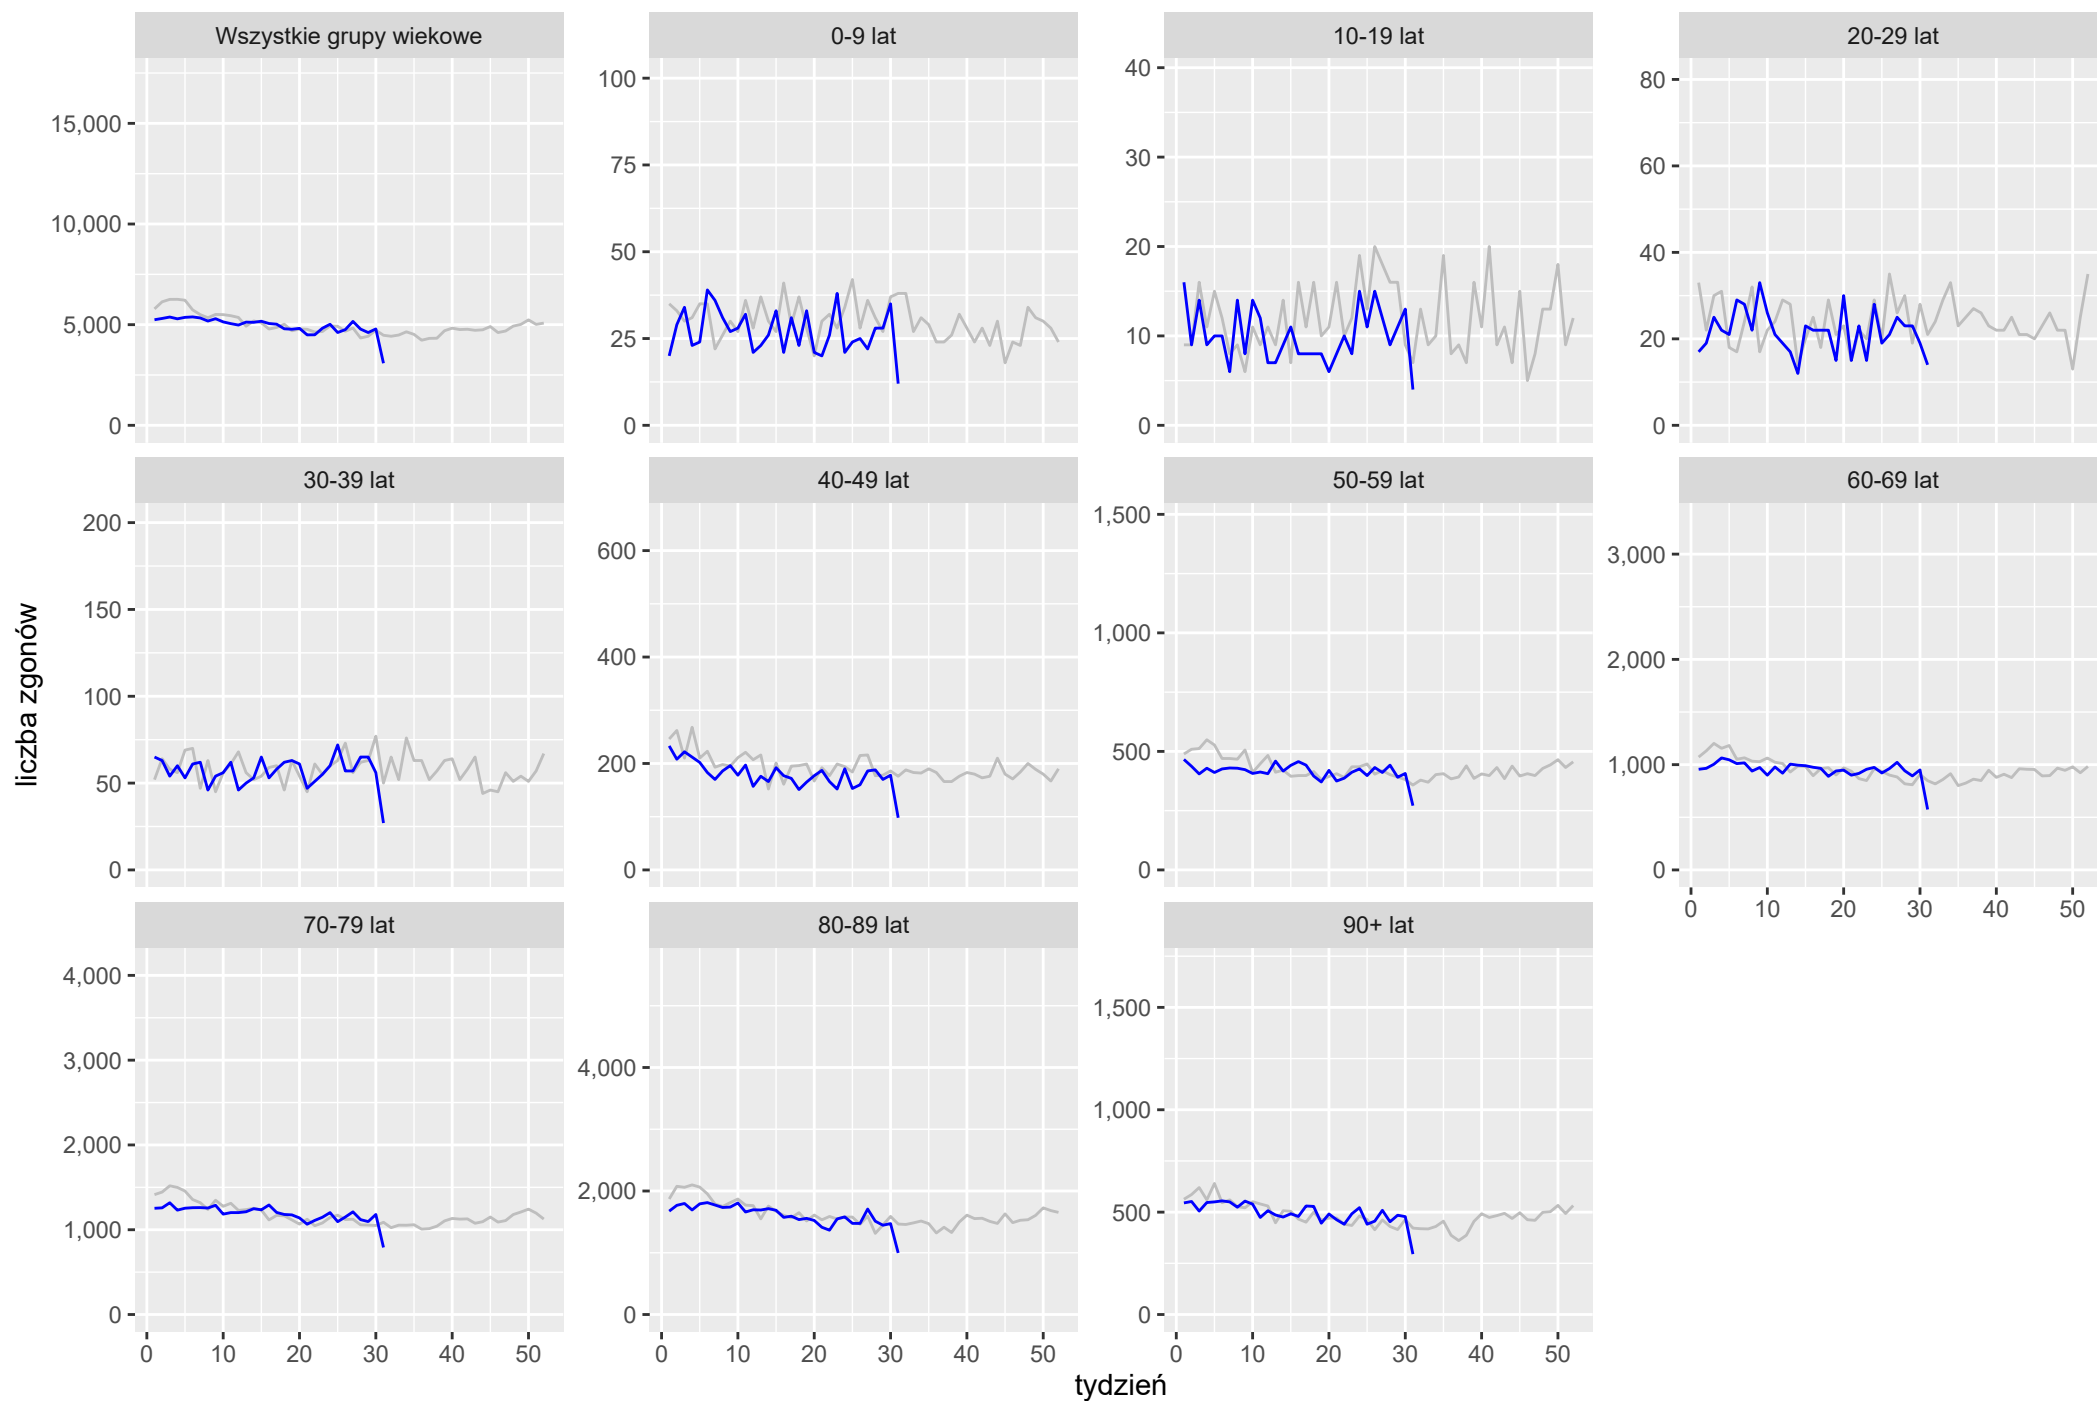 Wszystkie grupy wiekowe
0-9 lat
10-19 lat
20-29 lat
15,000
10,000
5,000
0
100
75
50
25
0
40
30
20
10
0
80
60
40
20
0
30-39 lat
40-49 lat
50-59 lat
60-69 lat
200
150
100
50
0
600
400
200
0
1,500
1,000
500
0
3,000
2,000
1,000
0
0 10 20 30 40 50
liczba zgonów
70-79 lat
80-89 lat
90+ lat
4,000
3,000
2,000
1,000
0
4,000
2,000
0
1,500
1,000
500
0
0 10 20 30 40 50
0 10 20 30 40 50
0 10 20 30 40 50
tydzień